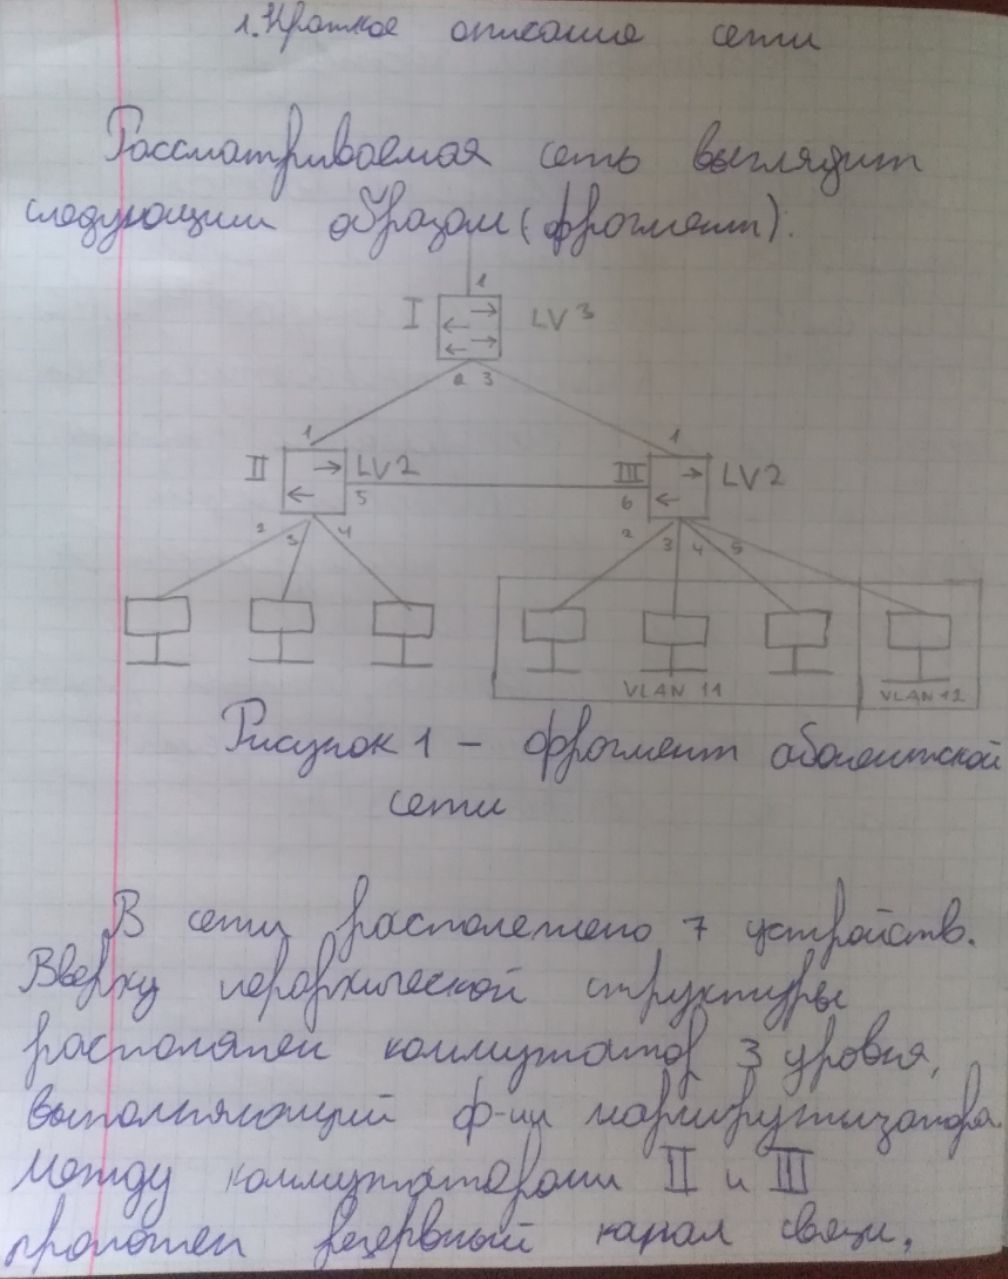 1. Краткое описание сети
Рассматриваемая сеть выглядит
следующим образом (фрагмент):
1
I LV3
2 3
1 1
II LV2 III LV2
5 6
2 3 4 2 3 4 5
VLAN 11 VLAN 12
Рисунок 1 – фрагмент абонентской
сети
В сети расположено 7 устройств.
Вверху иерархической структуры
расположен коммутатор 3 уровня,
выполняющий ф-ии маршрутизатора.
Между коммутаторами II и III
проложен резервный канал связи,